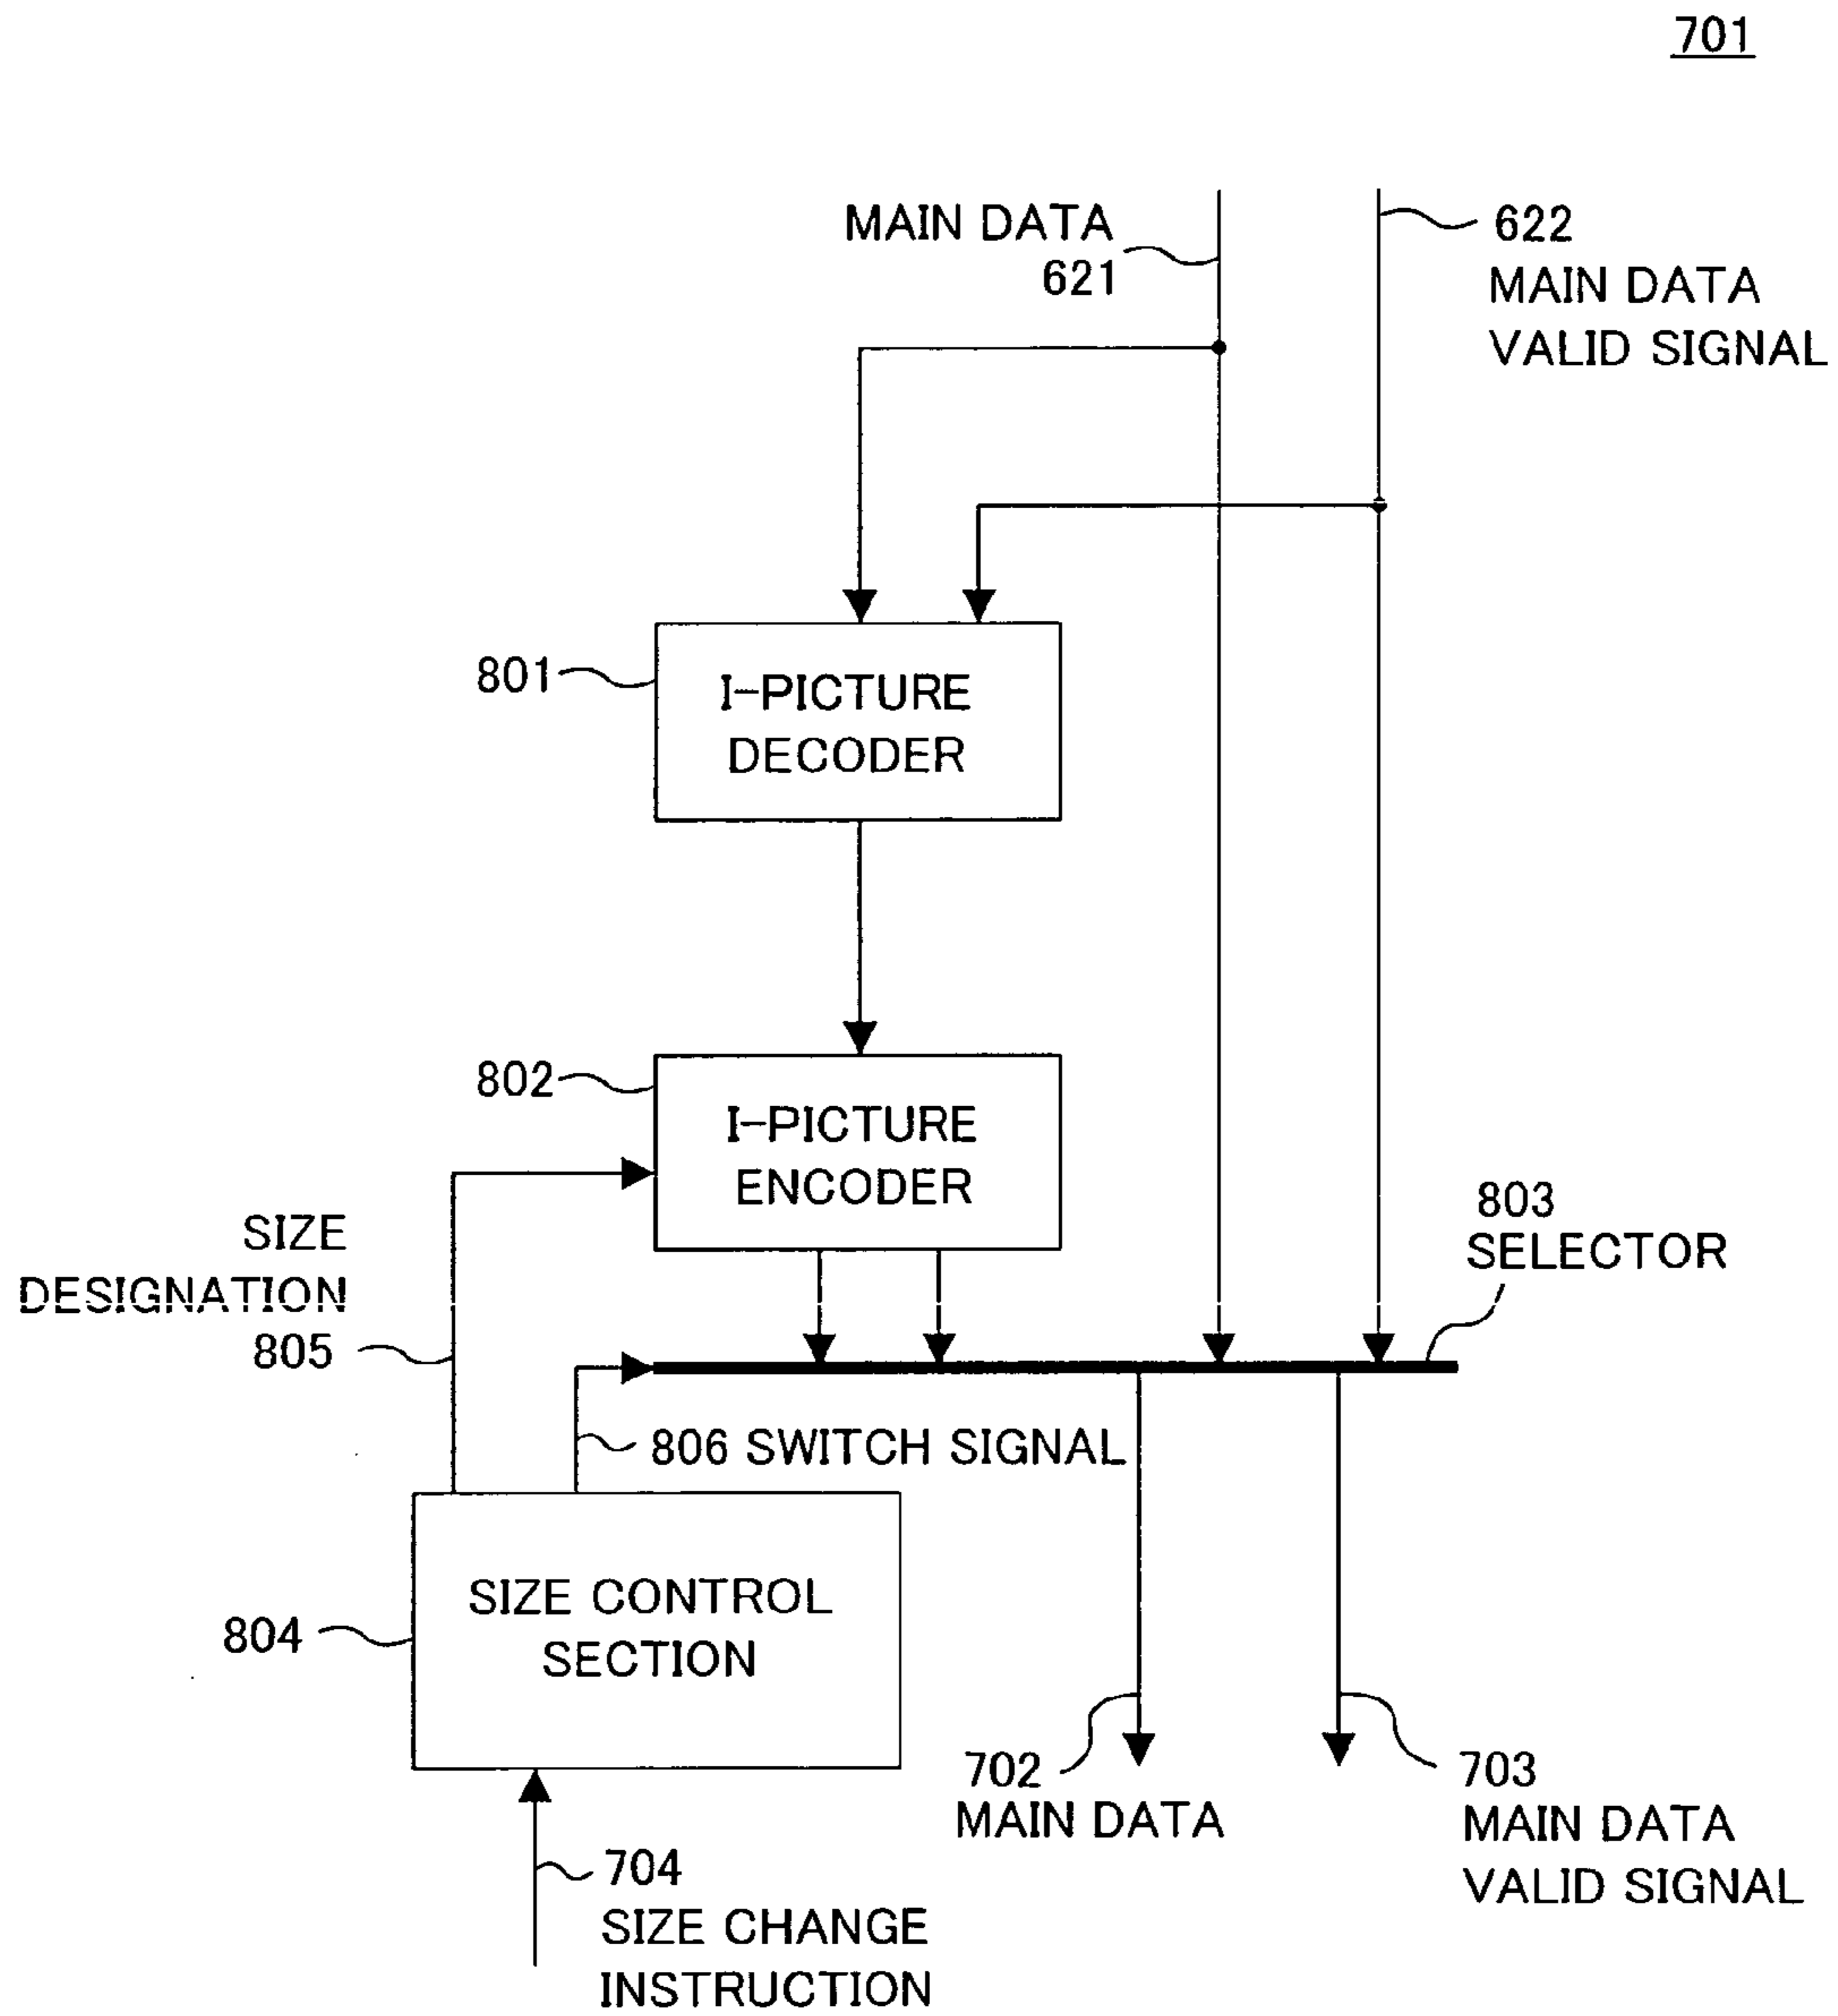 701
MAIN DATA
621
622
MAIN DATA
VALID SIGNAL
801
I-PICTURE
DECODER
802
I-PICTURE
ENCODER
SIZE
DESIGNATION
805
803
SELECTOR
806 SWITCH SIGNAL
804
SIZE CONTROL
SECTION
702
MAIN DATA
703
MAIN DATA
VALID SIGNAL
704
SIZE CHANGE
INSTRUCTION